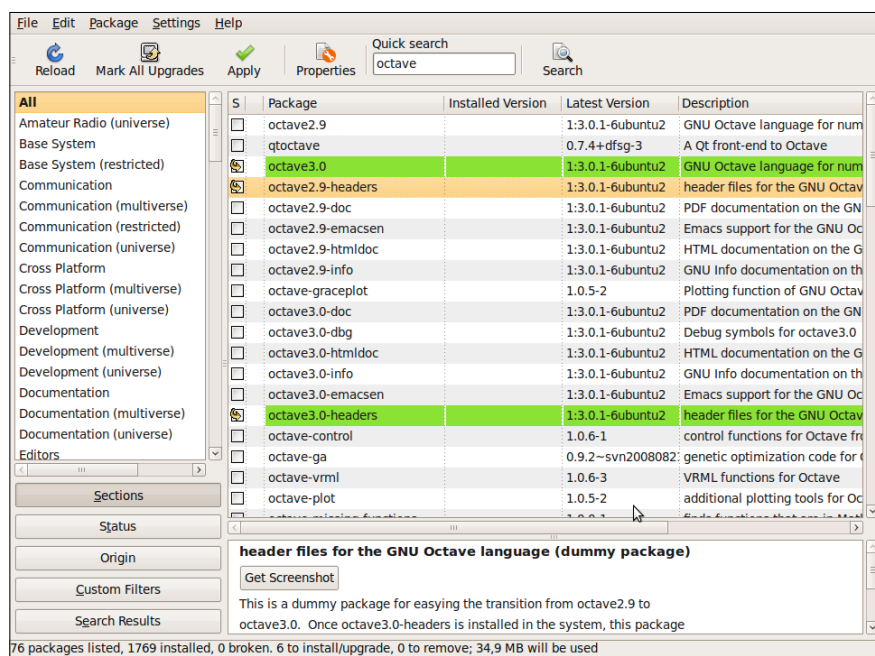 File Edit Package Settings Help
Quick search
octave
Reload Mark All Upgrades Apply Properties Search
All
Amateur Radio (universe)
Base System
Base System (restricted)
Communication
Communication (multiverse)
Communication (restricted)
Communication (universe)
Cross Platform
Cross Platform (multiverse)
Cross Platform (universe)
Development
Development (multiverse)
Development (universe)
Documentation
Documentation (multiverse)
Documentation (universe)
Editors
Sections
Status
Origin
Custom Filters
Search Results
S Package Installed Version Latest Version Description
octave2.9 1:3.0.1-6ubuntu2 GNU Octave language for num
qtoctave 0.7.4+dfsg-3 A Qt front-end to Octave
octave3.0 1:3.0.1-6ubuntu2 GNU Octave language for num
octave2.9-headers 1:3.0.1-6ubuntu2 header files for the GNU Octav
octave2.9-doc 1:3.0.1-6ubuntu2 PDF documentation on the GN
octave2.9-emacsen 1:3.0.1-6ubuntu2 Emacs support for the GNU Oc
octave2.9-htmldoc 1:3.0.1-6ubuntu2 HTML documentation on the G
octave2.9-info 1:3.0.1-6ubuntu2 GNU Info documentation on th
octave-graceplot 1.0.5-2 Plotting function of GNU Octav
octave3.0-doc 1:3.0.1-6ubuntu2 PDF documentation on the GN
octave3.0-dbg 1:3.0.1-6ubuntu2 Debug symbols for octave3.0
octave3.0-htmldoc 1:3.0.1-6ubuntu2 HTML documentation on the G
octave3.0-info 1:3.0.1-6ubuntu2 GNU Info documentation on th
octave3.0-emacsen 1:3.0.1-6ubuntu2 Emacs support for the GNU Oc
octave3.0-headers 1:3.0.1-6ubuntu2 header files for the GNU Octav
octave-control 1.0.6-1 control functions for Octave fro
octave-ga 0.9.2~svn2008082 genetic optimization code for
octave-vrml 1.0.6-3 VRML functions for Octave
octave-plot 1.0.5-2 additional plotting tools for Oc
header files for the GNU Octave language (dummy package)
Get Screenshot
This is a dummy package for easying the transition from octave2.9 to
octave3.0. Once octave3.0-headers is installed in the system, this package
76 packages listed, 1769 installed, 0 broken. 6 to install/upgrade, 0 to remove; 34,9 MB will be used